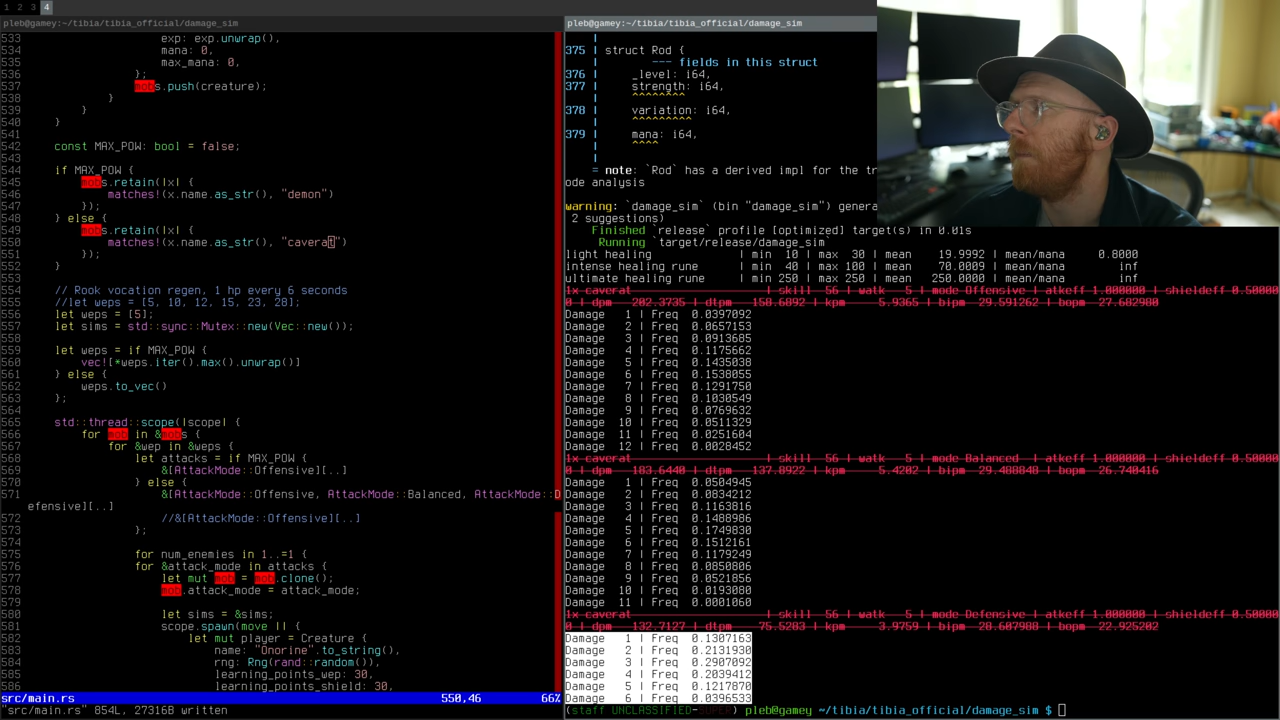 1 2 3 4
pleb@gamey:~/tibia/tibia_official/damage_sim
533 exp: exp.unwrap(),
534 mana: 0,
535 max_mana: 0,
536 };
537 mobs.push(creature);
538 }
539 }
540 }
541
542 const MAX_POW: bool = false;
543
544 if MAX_POW {
545 mobs.retain(|x| {
546 matches!(x.name.as_str(), "demon")
547 });
548 } else {
549 mobs.retain(|x| {
550 matches!(x.name.as_str(), "caverat")
551 });
552 }
553
554 // Rook vocation regen, 1 hp every 6 seconds
555 //let weps = [5, 10, 12, 15, 23, 28];
556 let weps = [5];
557 let sims = std::sync::Mutex::new(Vec::new());
558
559 let weps = if MAX_POW {
560 vec![*weps.iter().max().unwrap()]
561 } else {
562 weps.to_vec()
563 };
564
565 std::thread::scope(|scope| {
566 for mob in &mobs {
567 for &wep in &weps {
568 let attacks = if MAX_POW {
569 &[AttackMode::Offensive][..]
570 } else {
571 &[AttackMode::Offensive, AttackMode::Balanced, AttackMode::D
efensive][..]
572 //&[AttackMode::Offensive][..]
573 };
574
575 for num_enemies in 1..=1 {
576 for &attack_mode in attacks {
577 let mut mob = mob.clone();
578 mob.attack_mode = attack_mode;
579
580 let sims = &sims;
581 scope.spawn(move || {
582 let mut player = Creature {
583 name: "Onorine".to_string(),
584 rng: Rng(rand::random()),
585 learning_points_wep: 30,
586 learning_points_shield: 30,
src/main.rs 550,46 66%
"src/main.rs" 854L, 27316B written
pleb@gamey:~/tibia/tibia_official/damage_sim
|
375 | struct Rod {
--- fields in this struct
376 | _level: i64,
377 | strength: i64,
^^^^^^^^
378 | variation: i64,
^^^^^^^^^
379 | mana: i64,
^^^^
|
= note: `Rod` has a derived impl for the tr
ode analysis
warning: `damage_sim` (bin "damage_sim") genera
2 suggestions)
Finished `release` profile [optimized] target(s) in 0.01s
Running `target/release/damage_sim`
light healing | min 10 | max 30 | mean 19.9992 | mean/mana 0.8000
intense healing rune | min 40 | max 100 | mean 70.0009 | mean/mana inf
ultimate healing rune | min 250 | max 250 | mean 250.0000 | mean/mana inf
1x caverat | skill 56 | watk 5 | mode Offensive | atkeff 1.000000 | shieldeff 0.50000
0 | dpm 202.3735 | dtpm 158.6892 | kpm 5.9365 | bipm 29.591262 | bopm 27.682980
Damage 1 | Freq 0.0397092
Damage 2 | Freq 0.0657153
Damage 3 | Freq 0.0913685
Damage 4 | Freq 0.1175662
Damage 5 | Freq 0.1435038
Damage 6 | Freq 0.1538055
Damage 7 | Freq 0.1291750
Damage 8 | Freq 0.1030549
Damage 9 | Freq 0.0769632
Damage 10 | Freq 0.0511329
Damage 11 | Freq 0.0251604
Damage 12 | Freq 0.0028452
1x caverat | skill 56 | watk 5 | mode Balanced | atkeff 1.000000 | shieldeff 0.50000
0 | dpm 183.6440 | dtpm 137.8922 | kpm 5.4202 | bipm 29.488848 | bopm 26.740416
Damage 1 | Freq 0.0504945
Damage 2 | Freq 0.0834212
Damage 3 | Freq 0.1163816
Damage 4 | Freq 0.1488986
Damage 5 | Freq 0.1749830
Damage 6 | Freq 0.1512161
Damage 7 | Freq 0.1179249
Damage 8 | Freq 0.0850806
Damage 9 | Freq 0.0521856
Damage 10 | Freq 0.0193080
Damage 11 | Freq 0.0001060
1x caverat | skill 56 | watk 5 | mode Defensive | atkeff 1.000000 | shieldeff 0.50000
0 | dpm 132.7127 | dtpm 75.5203 | kpm 3.9759 | bipm 28.607988 | bopm 22.925202
Damage 1 | Freq 0.1307163
Damage 2 | Freq 0.2131930
Damage 3 | Freq 0.2907092
Damage 4 | Freq 0.2039412
Damage 5 | Freq 0.1217870
Damage 6 | Freq 0.0396533
(staff UNCLASSIFIED- ) pleb@gamey ~/tibia/tibia_official/damage_sim $